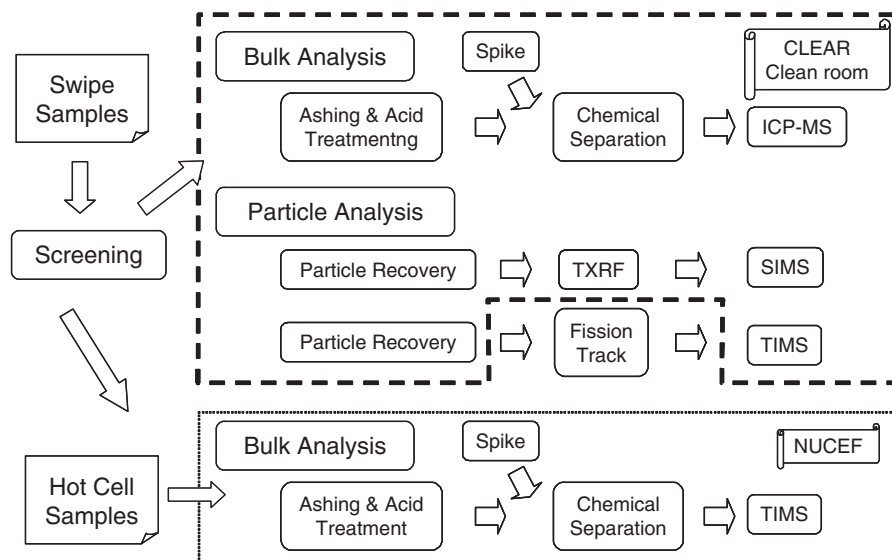 Swipe
Samples
Screening
Hot Cell
Samples
Bulk Analysis
Spike
CLEAR
Clean room
Ashing & Acid
Treatmentng
Chemical
Separation
ICP-MS
Particle Analysis
Particle Recovery
TXRF
SIMS
Particle Recovery
Fission
Track
TIMS
Bulk Analysis
Spike
NUCEF
Ashing & Acid
Treatment
Chemical
Separation
TIMS